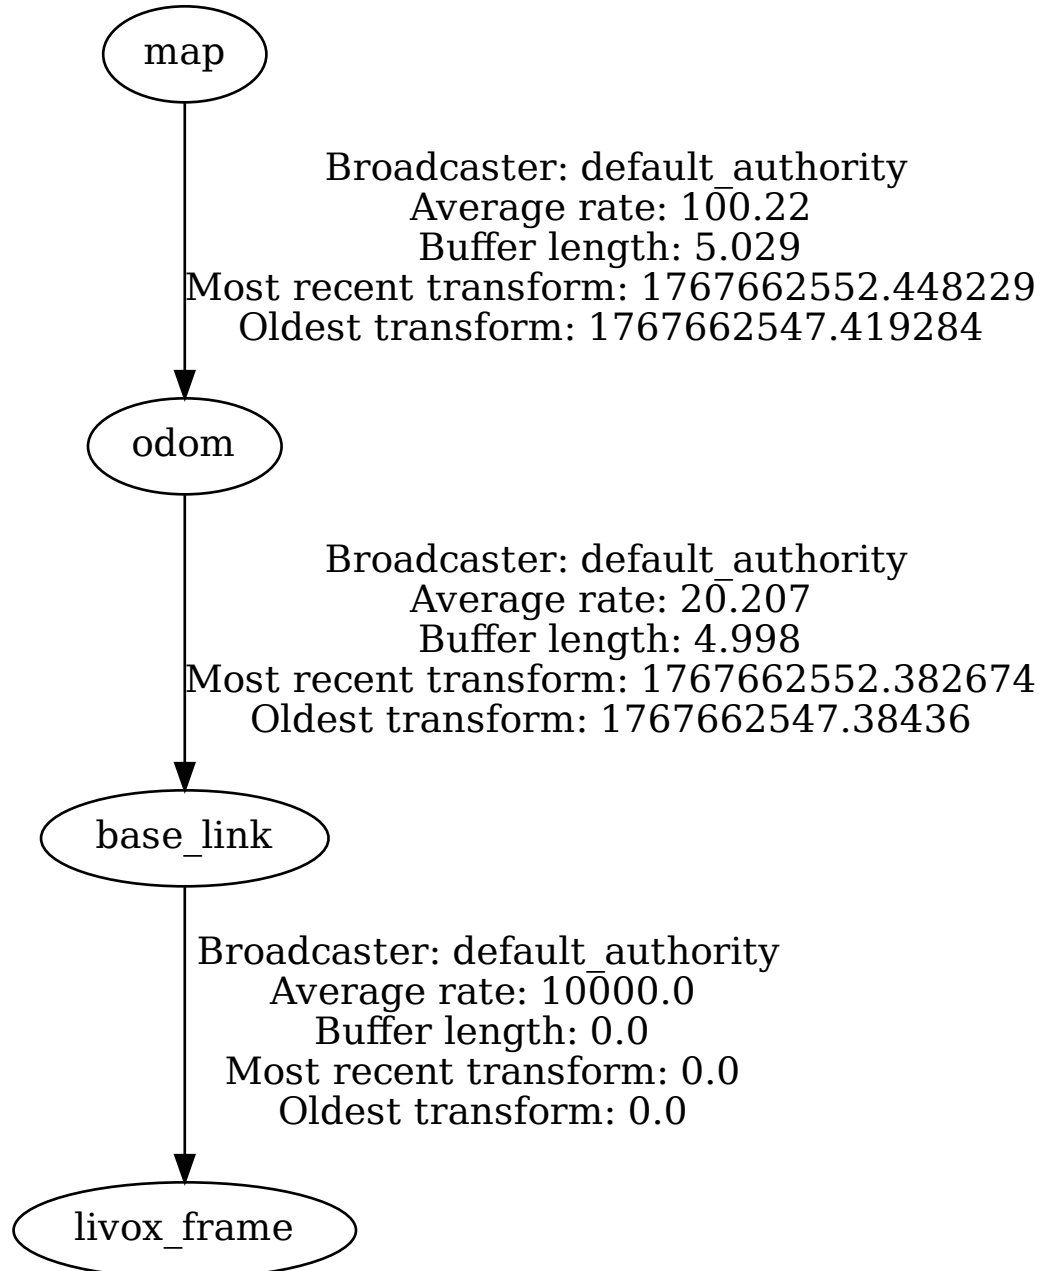 map
Broadcaster: default_authority
Average rate: 100.22
Buffer length: 5.029
Most recent transform: 1767662552.448229
Oldest transform: 1767662547.419284
odom
Broadcaster: default_authority
Average rate: 20.207
Buffer length: 4.998
Most recent transform: 1767662552.382674
Oldest transform: 1767662547.38436
base_link
Broadcaster: default_authority
Average rate: 10000.0
Buffer length: 0.0
Most recent transform: 0.0
Oldest transform: 0.0
livox_frame